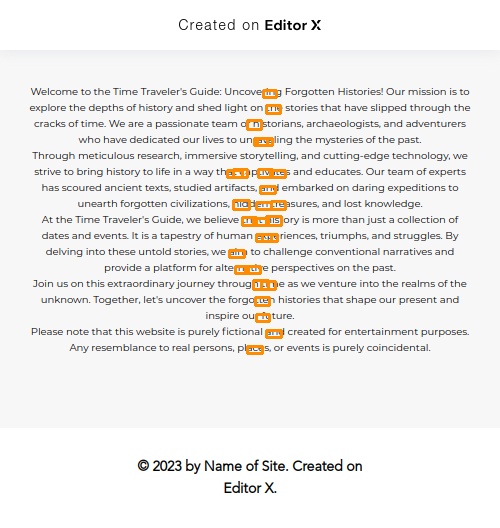 Created on Editor X
Welcome to the Time Traveler's Guide: Uncovering Forgotten Histories! Our mission is to
explore the depths of history and shed light on the stories that have slipped through the
cracks of time. We are a passionate team of historians, archaeologists, and adventurers
who have dedicated our lives to unraveling the mysteries of the past.
Through meticulous research, immersive storytelling, and cutting-edge technology, we
strive to bring history to life in a way that captivates and educates. Our team of experts
has scoured ancient texts, studied artifacts, and embarked on daring expeditions to
unearth forgotten civilizations, hidden treasures, and lost knowledge.
At the Time Traveler's Guide, we believe that history is more than just a collection of
dates and events. It is a tapestry of human experiences, triumphs, and struggles. By
delving into these untold stories, we aim to challenge conventional narratives and
provide a platform for alternative perspectives on the past.
Join us on this extraordinary journey through time as we venture into the realms of the
unknown. Together, let's uncover the forgotten histories that shape our present and
inspire our future.
Please note that this website is purely fictional and created for entertainment purposes.
Any resemblance to real persons, places, or events is purely coincidental.
© 2023 by Name of Site. Created on
Editor X.